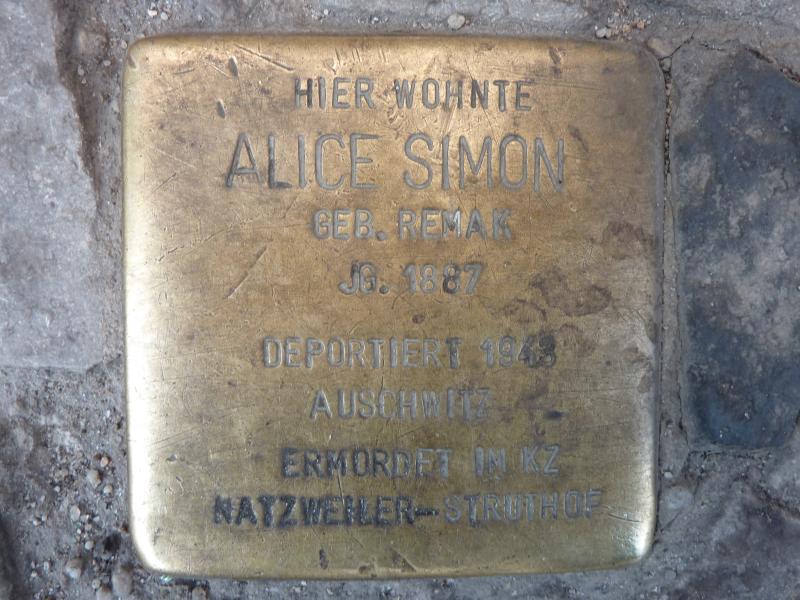 HIER WOHNTE
ALICE SIMON
GEB. REMAK
JG. 1887
DEPORTIERT 1943
AUSCHWITZ
ERMORDET IN KZ
NATZWEILER-STRUTHOF